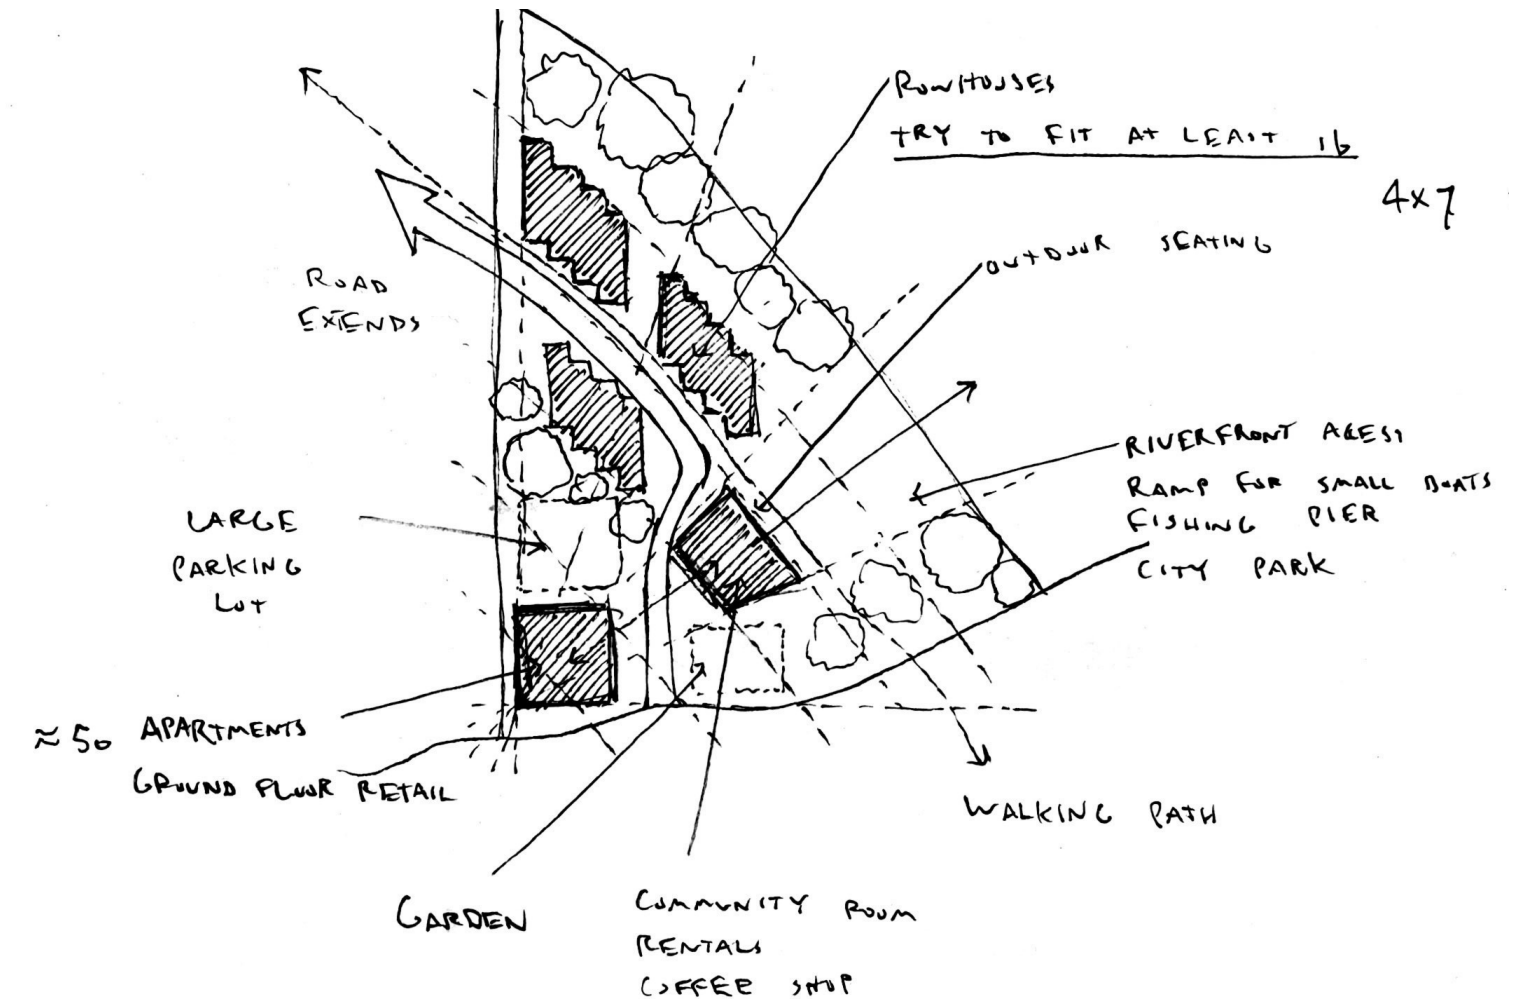 ROWHOUSES
TRY TO FIT AT LEAST 16
4x7
OUTDOOR SEATING
ROAD
EXTENDS
RIVERFRONT ACESS
RAMP FOR SMALL BOATS
FISHING PIER
CITY PARK
LARGE
PARKING
LOT
≈ 50 APARTMENTS
GROUND FLOOR RETAIL
WALKING PATH
GARDEN
COMMUNITY ROOM
RENTALS
COFFEE SHOP